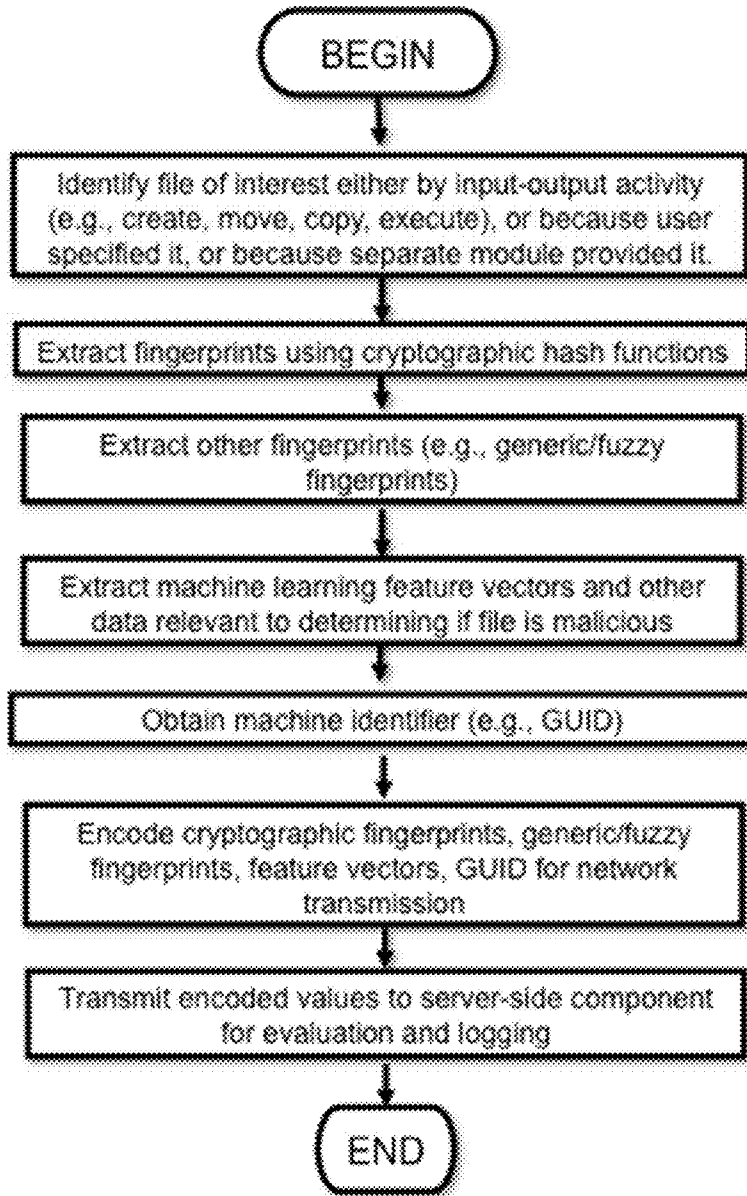 BEGIN
Identify file of interest either by input-output activity
(e.g., create, move, copy, execute), or because user
specified it, or because separate module provided it.
Extract fingerprints using cryptographic hash functions
Extract other fingerprints (e.g., generic/fuzzy
fingerprints)
Extract machine learning feature vectors and other
data relevant to determining if file is malicious
Obtain machine identifier (e.g., GUID)
Encode cryptographic fingerprints, generic/fuzzy
fingerprints, feature vectors, GUID for network
transmission
Transmit encoded values to server-side component
for evaluation and logging
END